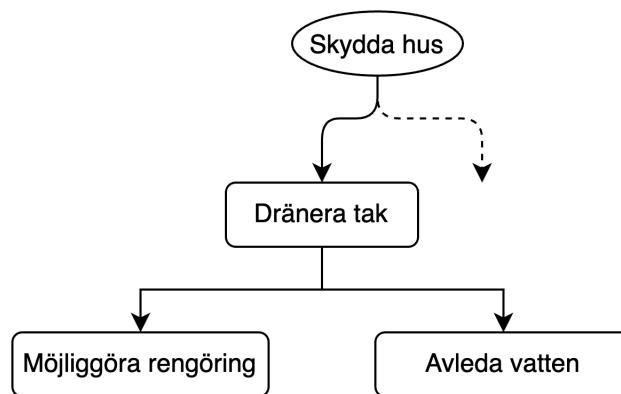 Skydda hus
Dränera tak
Möjliggöra rengöring
Avleda vatten